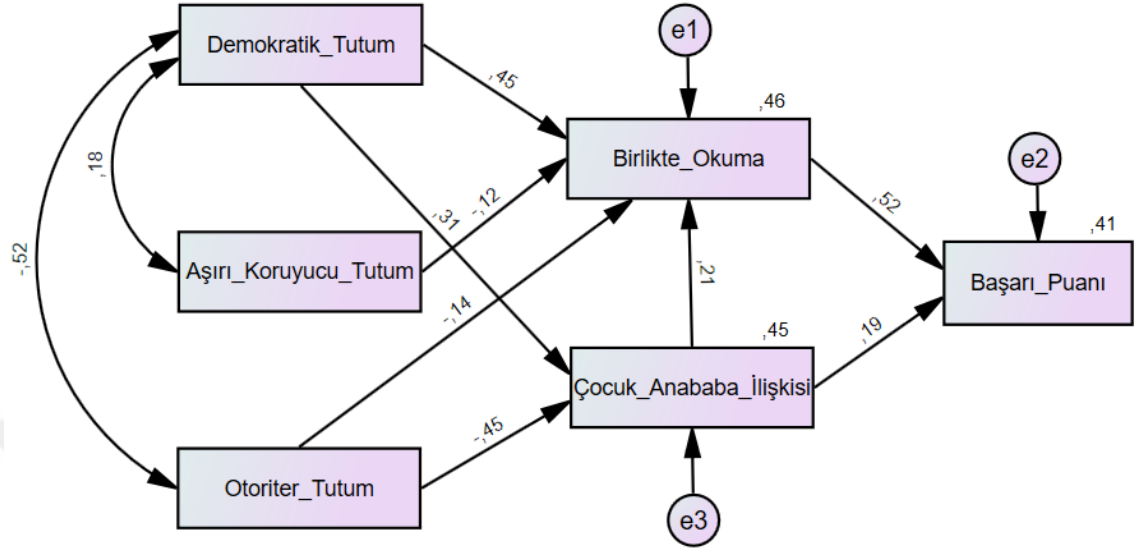 e1
Demokratik_Tutum
,45
,46
Birlikte_Okuma
e2
,18
,31
-,12
,52
,41
-,52
Aşırı_Koruyucu_Tutum
,21
Başarı_Puanı
-,14
,45
,19
Çocuk_Anababa_İlişkisi
-,45
Otoriter_Tutum
e3